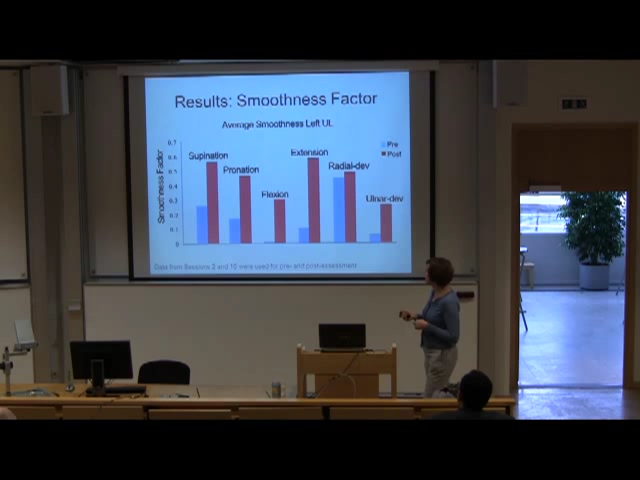 Results: Smoothness Factor
Average Smoothness Left UL
Smoothness Factor
0.7
0.6
0.5
0.4
0.3
0.2
0.1
0
Supination
Pronation
Flexion
Extension
Radial-dev
Ulnar-dev
Pre
Post
Data from Sessions 2 and 10 were used for pre-and post-assessment